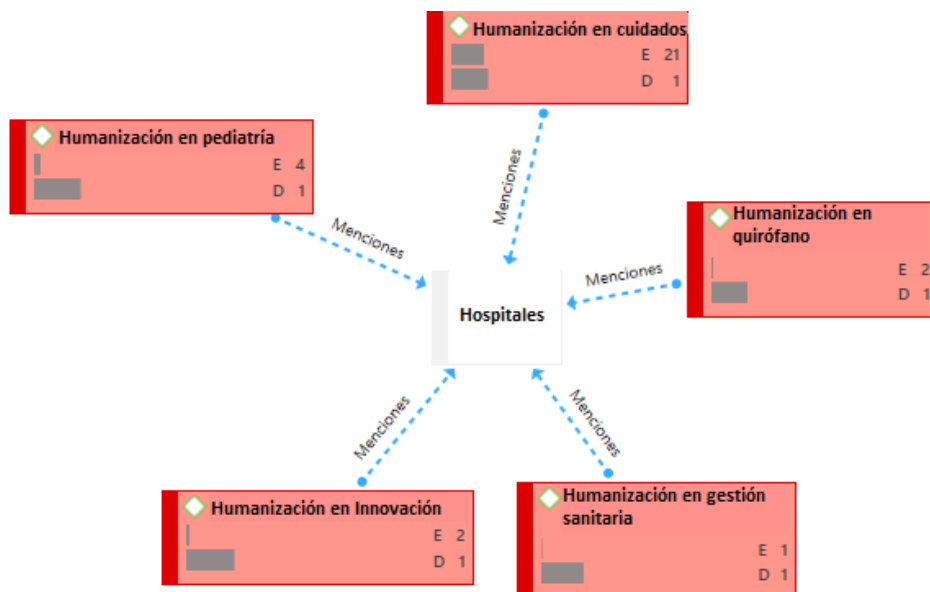 Humanización en cuidados
E 21
D 1
Humanización en pediatría
E 4
D 1
Menciones
Menciones
Humanización en
quirófano
E 2
D 1
Menciones
Hospitales
Menciones
Menciones
Humanización en Innovación
E 2
D 1
Humanización en gestión
sanitaria
E 1
D 1